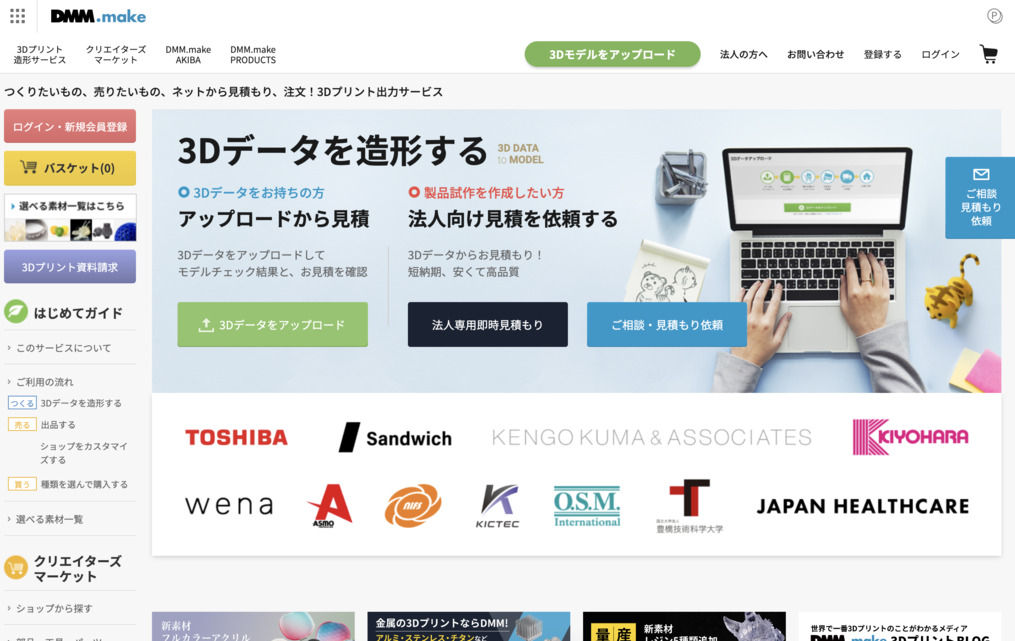 DMM.make
P
3Dプリント
造形サービス
クリエイターズ
マーケット
DMM.make
AKIBA
DMM.make
PRODUCTS
3Dモデルをアップロード
法人の方へ
お問い合わせ
登録する
ログイン
つくりたいもの、売りたいもの、ネットから見積もり、注文！3Dプリント出力サービス
ログイン・新規会員登録
バスケット(0)
選べる素材一覧はこちら
3Dプリント資料請求
はじめてガイド
このサービスについて
ご利用の流れ
つくる 3Dデータを造形する
売る 出品する
ショップをカスタマイ
ズする
買う 種類を選んで購入する
選べる素材一覧
クリエイターズ
マーケット
ショップから探す
3Dデータを造形する
3D DATA
to MODEL
3Dデータをお持ちの方
アップロードから見積
3Dデータをアップロードして
モデルチェック結果と、お見積を確認
3Dデータをアップロード
製品試作を作成したい方
法人向け見積を依頼する
3Dデータからお見積もり！
短納期、安くて高品質
法人専用即時見積もり
ご相談・見積もり依頼
ご相談
見積もり
依頼
TOSHIBA
Sandwich
KENGO KUMA & ASSOCIATES
KIYOHARA
wena
ASMO
NIFS
KICTEC
O.S.M.
International
豊橋技術科学大学
JAPAN HEALTHCARE
新素材
フルカラーアクリル
金属の3DプリントならDMM!
アルミ・ステンレス・チタンなど
量産
新素材
レジン5種類追加
世界で一番3Dプリントのことがわかるメディア
DMM.make 3Dプリント BLOG